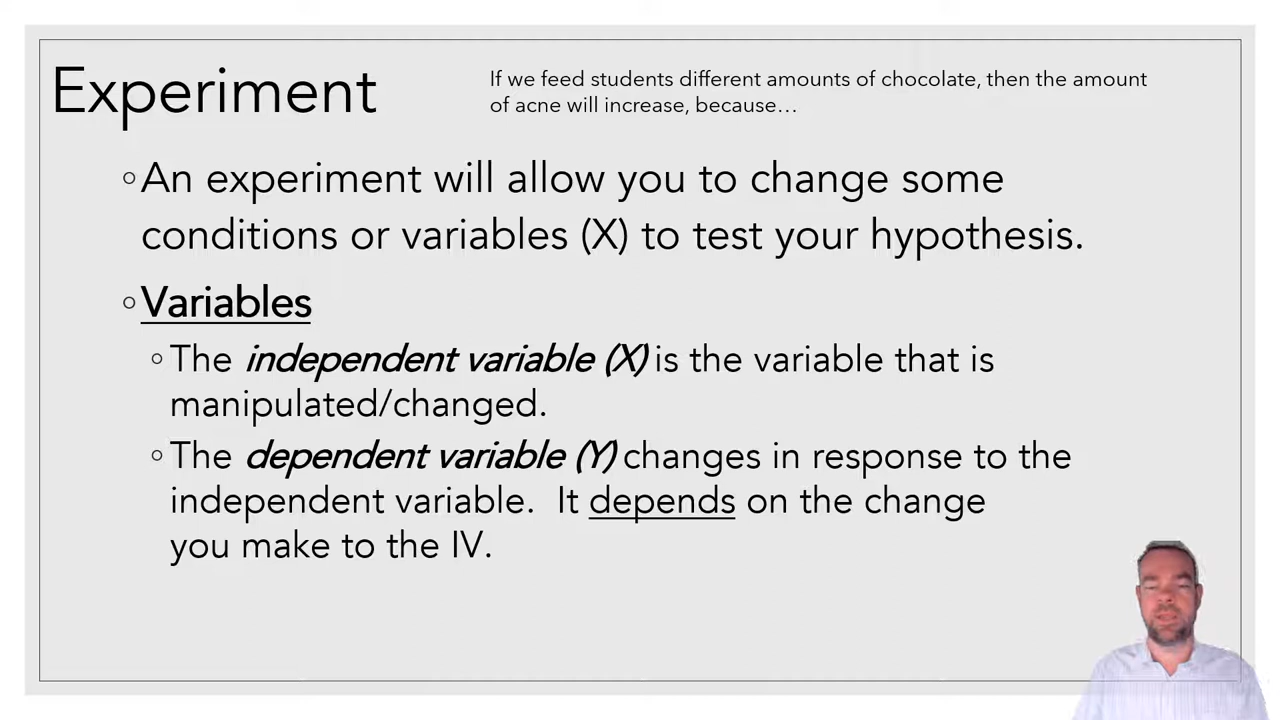 Experiment
If we feed students different amounts of chocolate, then the amount
of acne will increase, because…
◦An experiment will allow you to change some
conditions or variables (X) to test your hypothesis.
◦Variables
◦The independent variable (X) is the variable that is
manipulated/changed.
◦The dependent variable (Y) changes in response to the
independent variable.  It depends on the change
you make to the IV.